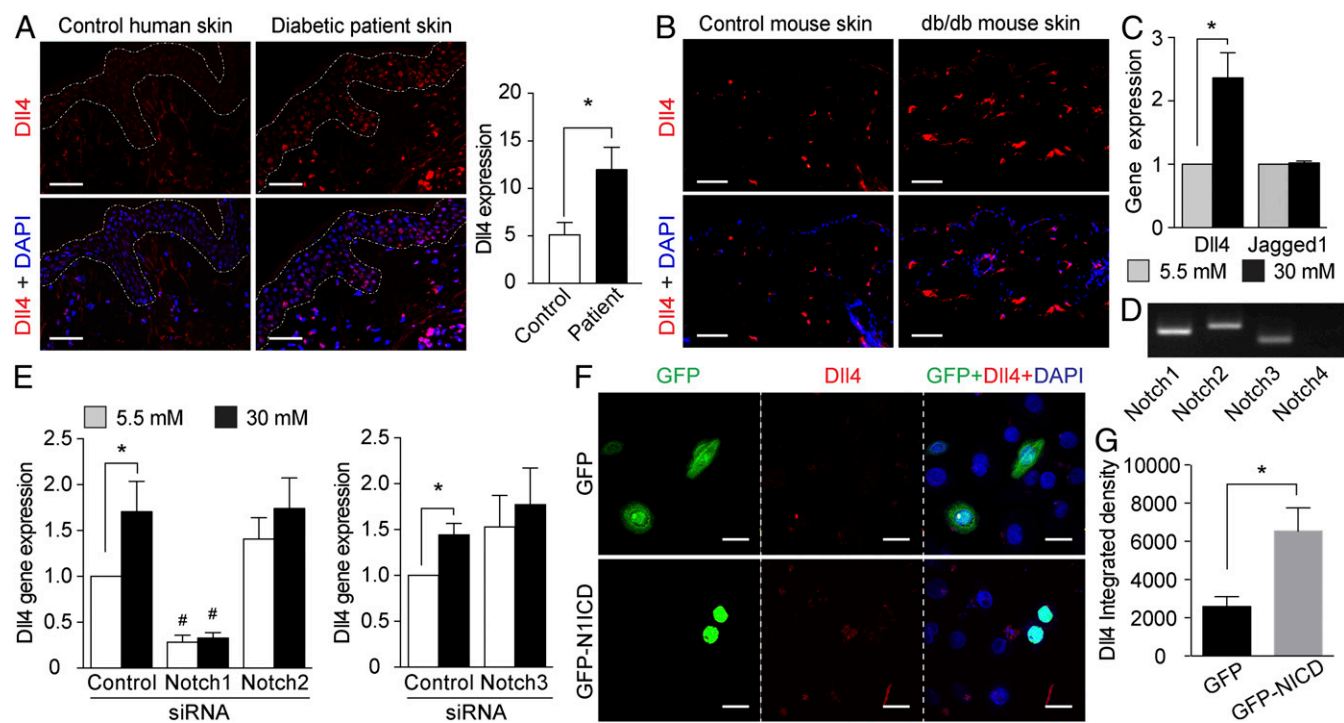 A
Control human skin
Diabetic patient skin
Dll4
Dll4 + DAPI
Dll4 expression
20
15
10
5
0
*
Control
Patient
B
Control mouse skin
db/db mouse skin
Dll4
Dll4 + DAPI
C
Gene expression
3
2
1
0
*
Dll4 Jagged1
5.5 mM 30 mM
D
Notch1 Notch2 Notch3 Notch4
E
5.5 mM 30 mM
Dll4 gene expression
2.5
2.0
1.5
1.0
0.5
0
*
# #
Control Notch1 Notch2
siRNA
Dll4 gene expression
2.5
2.0
1.5
1.0
0.5
0
*
Control Notch3
siRNA
F
GFP Dll4 GFP+Dll4+DAPI
GFP
GFP-N1ICD
G
Dll4 Integrated density
10000
8000
6000
4000
2000
0
*
GFP
GFP-NICD